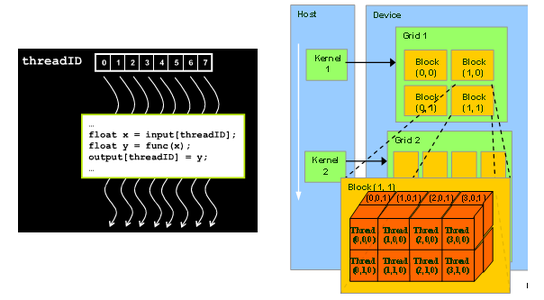 threadID
0 1 2 3 4 5 6 7
…
float x = input[threadID];
float y = func(x);
output[threadID] = y;
…
Host
Device
Grid 1
Kernel
1
Block
(0,0)
Block
(1,0)
Block
(0,1)
Block
(1,1)
Grid 2
Kernel
2
Block (1, 1)
(0,0,1) (1,0,1) (2,0,1) (3,0,1)
Thread
(0,0,0)
Thread
(1,0,0)
Thread
(2,0,0)
Thread
(3,0,0)
Thread
(0,1,0)
Thread
(1,1,0)
Thread
(2,1,0)
Thread
(3,1,0)